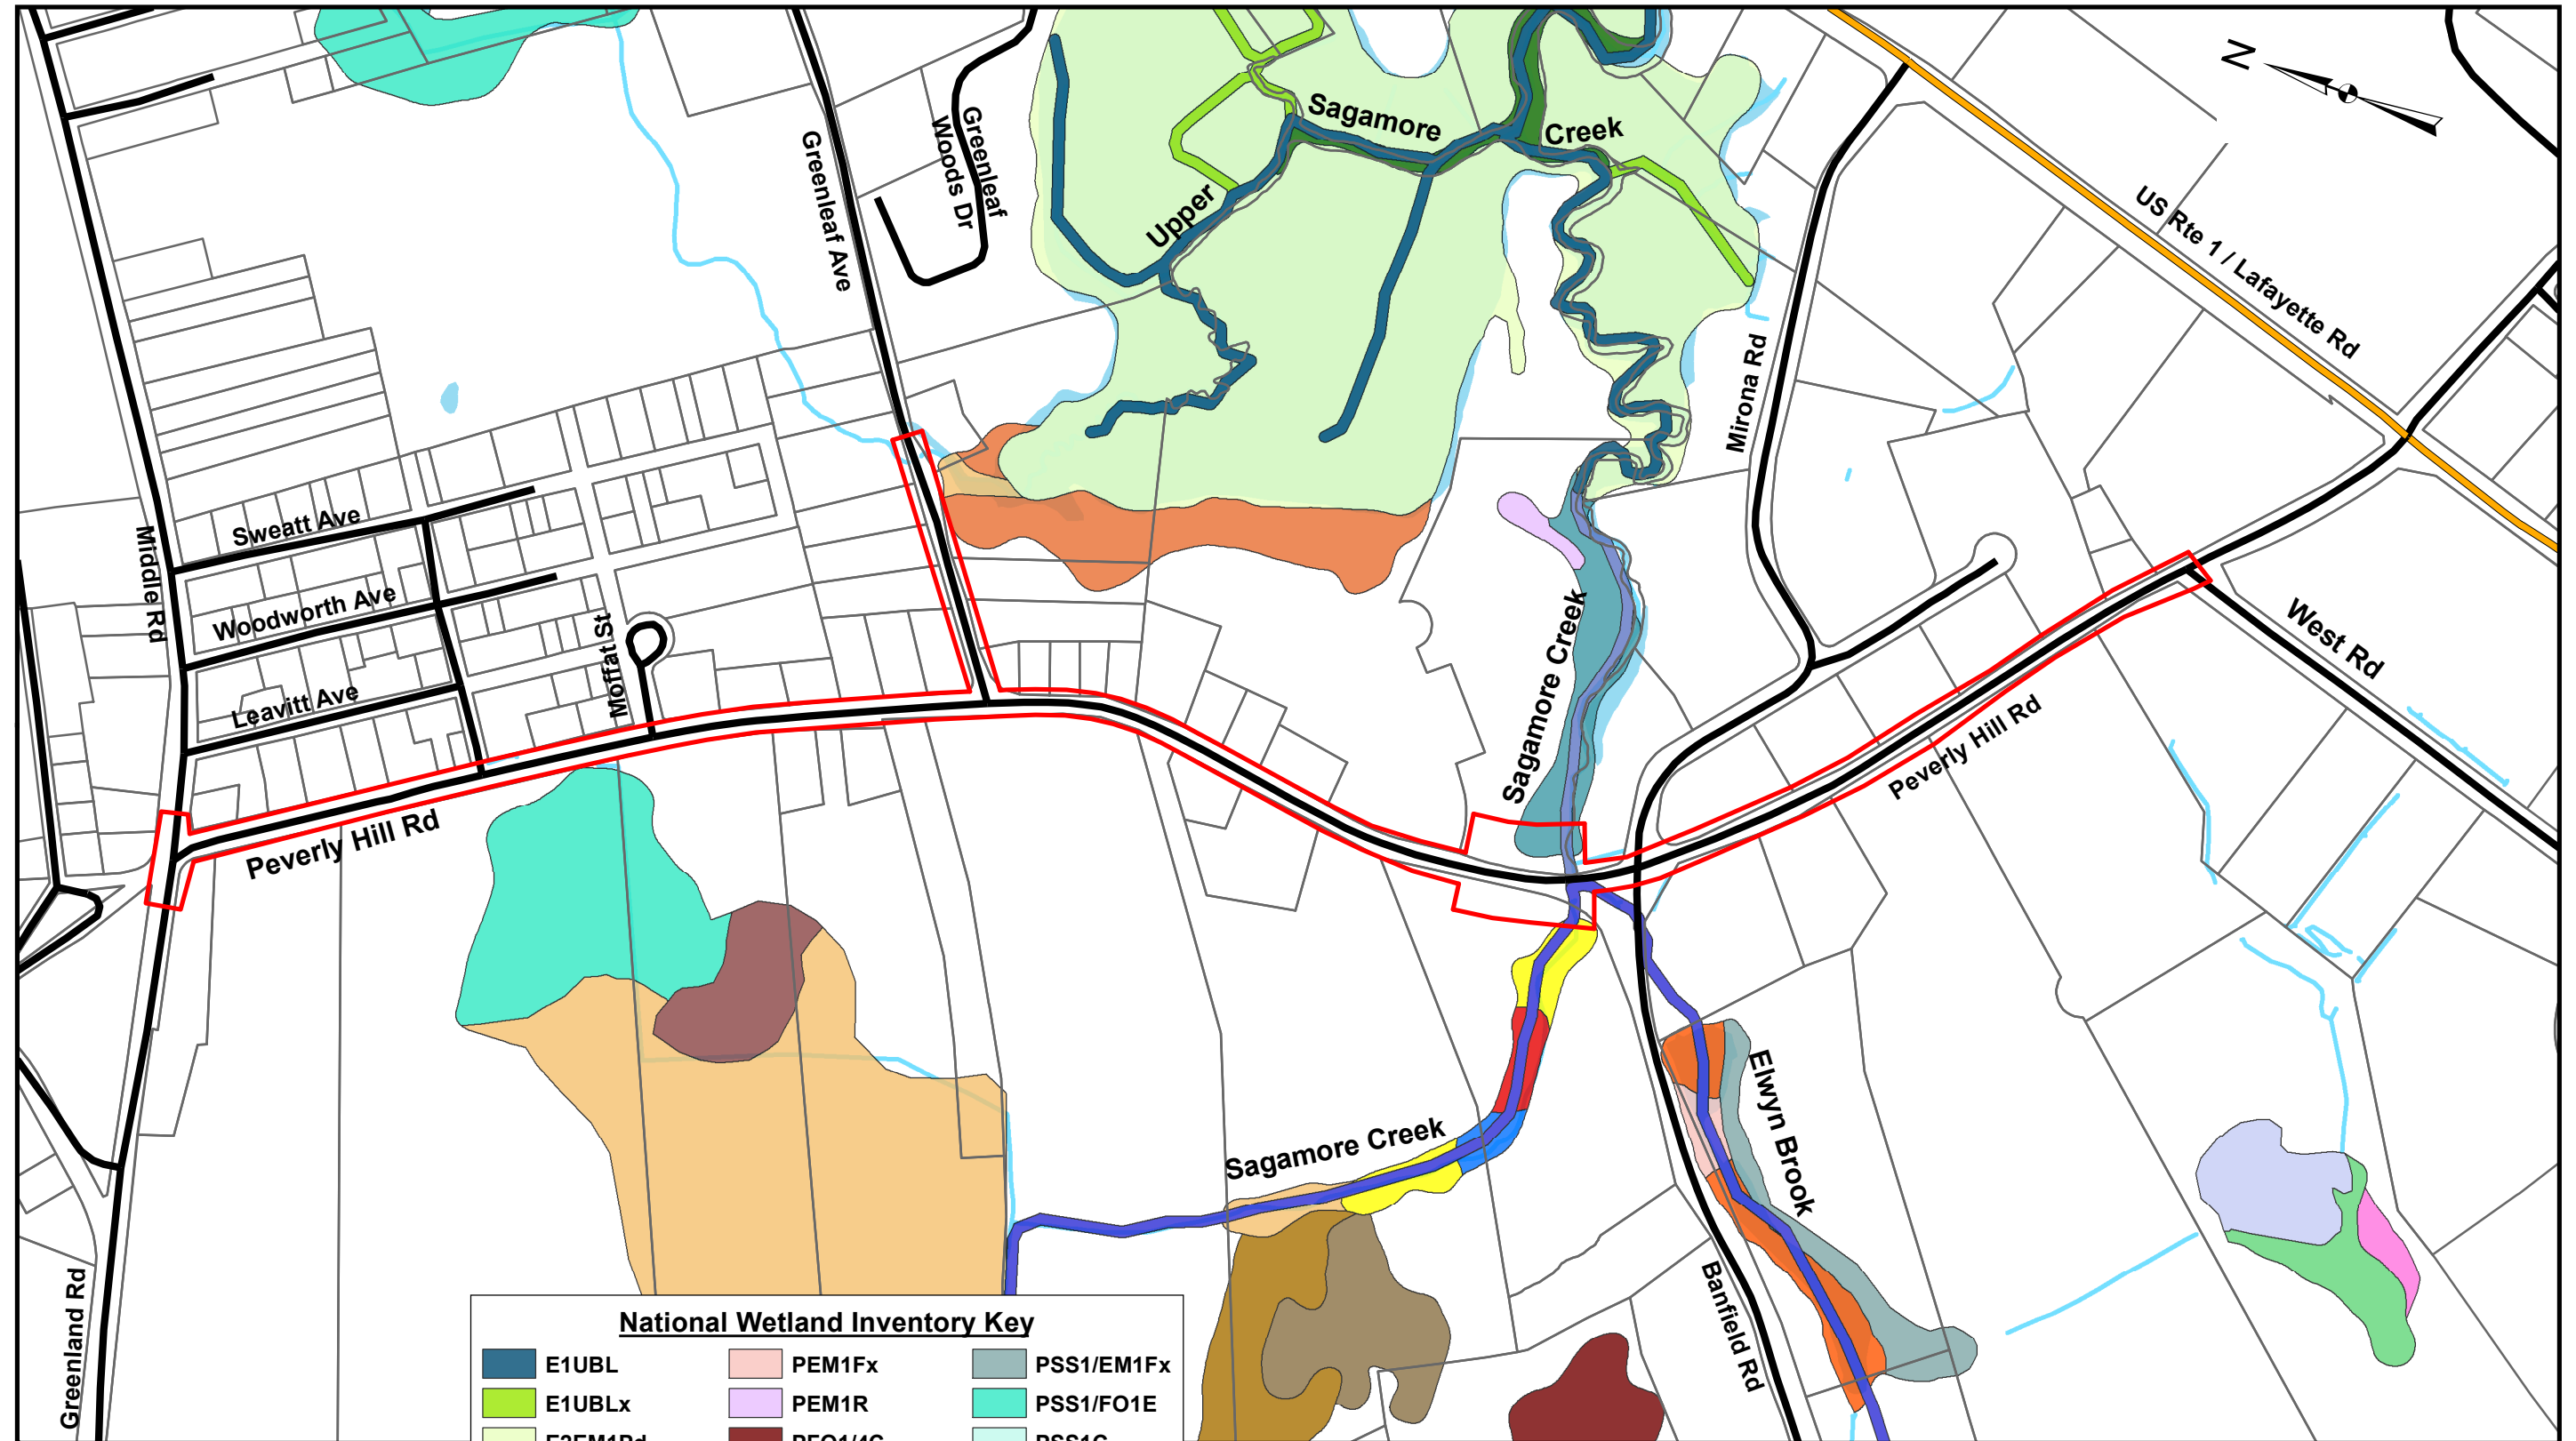 N
Greenleaf
Woods Dr
Greenleaf Ave
Sagamore
Creek
Upper
US Rte 1 / Lafayette Rd
Mirona Rd
Middle Rd
Sweatt Ave
Woodworth Ave
Leavitt Ave
Moffat St
Sagamore Creek
West Rd
Peverly Hill Rd
Peverly Hill Rd
Sagamore Creek
Elwyn Brook
Banfield Rd
Greenland Rd
National Wetland Inventory Key
E1UBL
PEM1Fx
PSS1/EM1Fx
E1UBLx
PEM1R
PSS1/FO1E